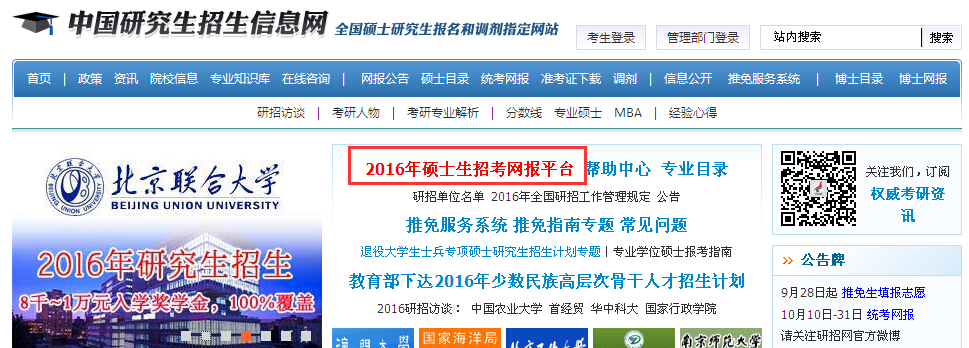 中国研究生招生信息网 全国硕士研究生报名和调剂指定网站 考生登录 管理部门登录 站内搜索 搜索
首页 | 政策 资讯 院校信息 专业知识库 在线咨询 | 网报公告 硕士目录 统考网报 准考证下载 调剂 | 信息公开 推免服务系统 | 博士目录 博士网报
研招访谈 | 考研人物 | 考研专业解析 | 分数线 专业硕士 MBA | 经验心得
北京联合大学
BEIJING UNION UNIVERSITY
2016年研究生招生
8千~1万元入学奖学金，100%覆盖
2016年硕士生招考网报平台 帮助中心 专业目录
研招单位名单 2016年全国研招工作管理规定 公告
推免服务系统 推免指南专题 常见问题
退役大学生士兵专项硕士研究生招生计划专题 | 专业学位硕士报考指南
教育部下达2016年少数民族高层次骨干人才招生计划
2016研招访谈： 中国农业大学 首经贸 华中科大 国家行政学院
国家海洋局
南京师范大学
关注我们，订阅
权威考研资
讯
公告牌
9月28日起 推免生填报志愿
10月10日-31日 统考网报
请关注研招网官方微博